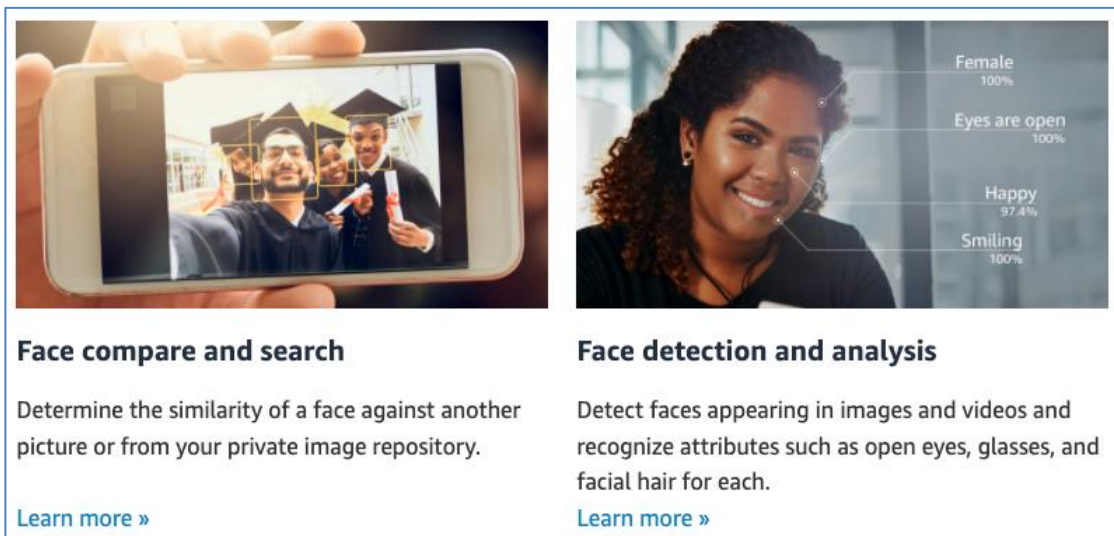 Female
100%
Eyes are open
100%
Happy
97.4%
Smiling
100%
Face compare and search
Determine the similarity of a face against another
picture or from your private image repository.
Learn more »
Face detection and analysis
Detect faces appearing in images and videos and
recognize attributes such as open eyes, glasses, and
facial hair for each.
Learn more »